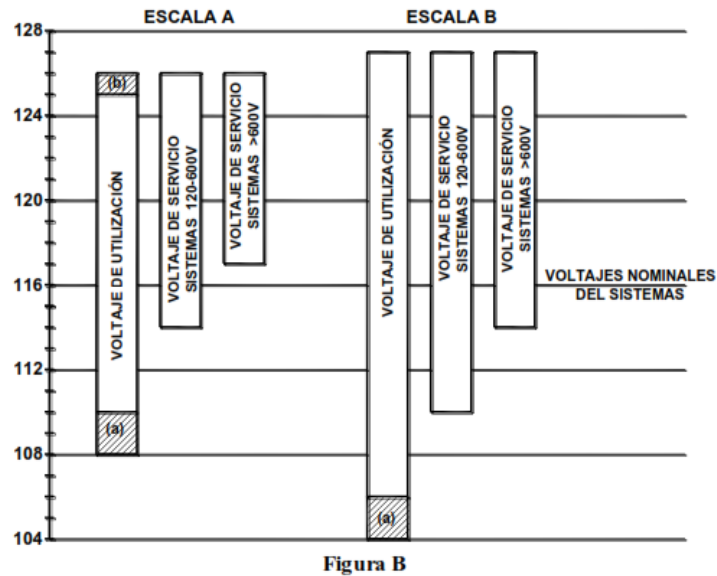 ESCALA A
ESCALA B
128
124
120
116
112
108
104
(b)
VOLTAJE DE UTILIZACIÓN
(a)
VOLTAJE DE SERVICIO
SISTEMAS 120-600V
VOLTAJE DE SERVICIO
SISTEMAS >600V
VOLTAJE DE UTILIZACIÓN
(a)
VOLTAJE DE SERVICIO
SISTEMAS 120-600V
VOLTAJE DE SERVICIO
SISTEMAS >600V
VOLTAJES NOMINALES
DEL SISTEMAS
Figura B